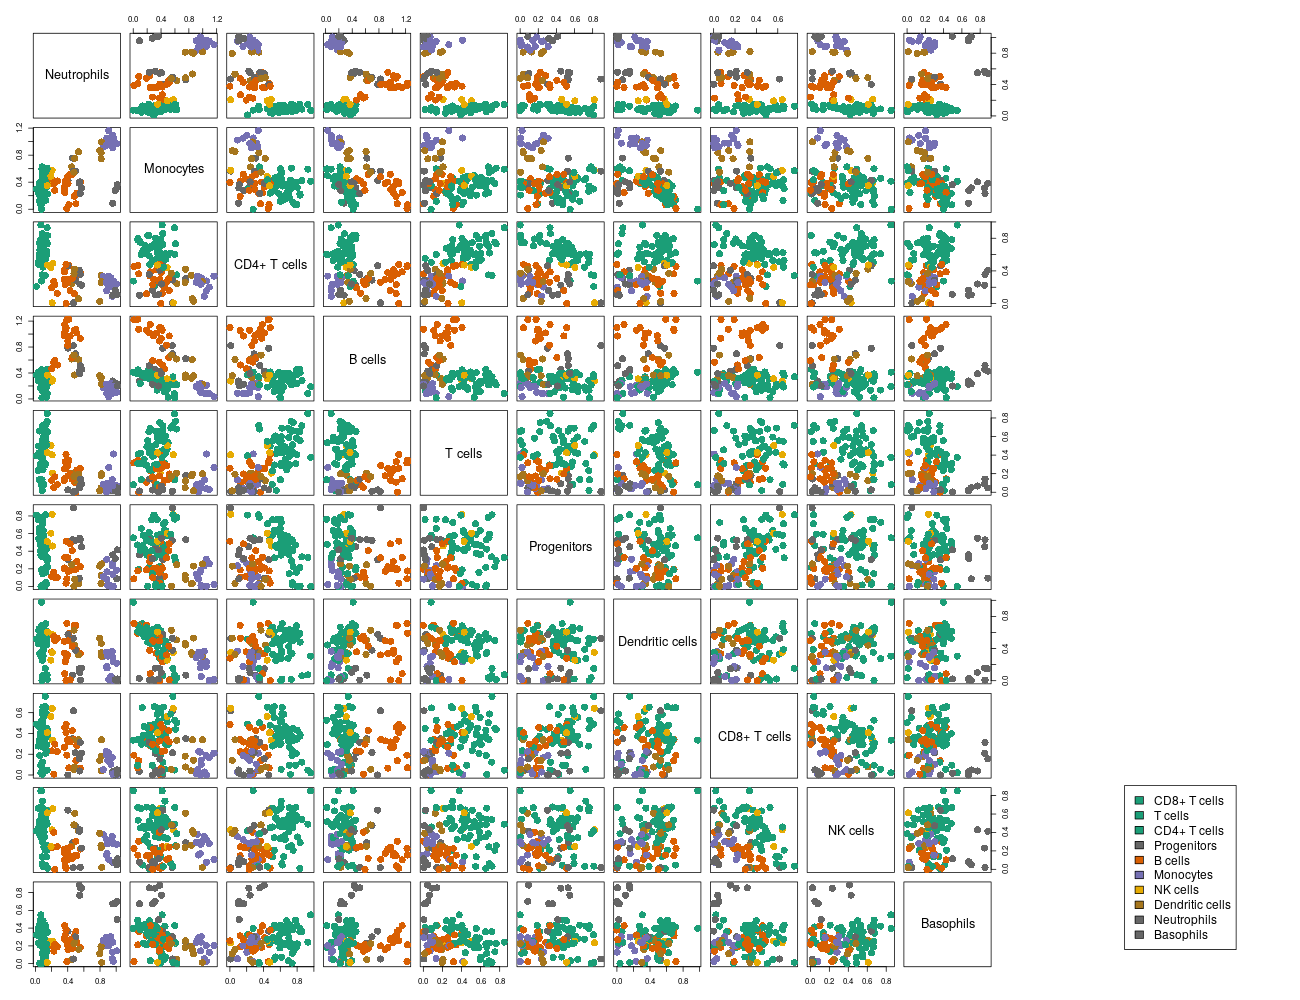 0.0 0.4 0.8 1.2 0.0 0.4 0.8 1.2 0.0 0.2 0.4 0.6 0.8 0.0 0.2 0.4 0.6 0.0 0.2 0.4 0.6 0.8
Neutrophils
0.0 0.4 0.8
Monocytes
0.0 0.4 0.8 1.2
CD4+ T cells
0.0 0.4 0.8
B cells
0.0 0.4 0.8 1.2
T cells
0.0 0.2 0.4 0.6 0.8
Progenitors
0.0 0.2 0.4 0.6 0.8
Dendritic cells
0.0 0.4 0.8
CD8+ T cells
0.0 0.2 0.4 0.6
NK cells
0.0 0.2 0.4 0.6 0.8
Basophils
0.0 0.2 0.4 0.6 0.8
0.0 0.4 0.8 0.0 0.4 0.8 0.0 0.2 0.4 0.6 0.8 0.0 0.4 0.8 0.0 0.2 0.4 0.6 0.8
CD8+ T cells
T cells
CD4+ T cells
Progenitors
B cells
Monocytes
NK cells
Dendritic cells
Neutrophils
Basophils